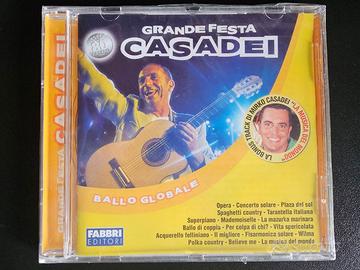 GRANDE FESTA
CASADEI
GRANDE FESTA CASADEI
LA BONUS TRACK DI MIRKO CASADEI "LA MUSICA DEL MONDO"
BALLO GLOBALE
FABBRI
EDITORI
Opera - Concerto solare - Plaza del sol
Spaghetti country - Tarantella italiana
Superpiano - Mademoiselle - La mazurka marinara
Ballo di coppia - Per colpa di chi? - Vita spericolata
Acquerello felliniano - Il migliore - Fisarmonica solare - Wilma
Polka country - Believe me - La musica del mondo